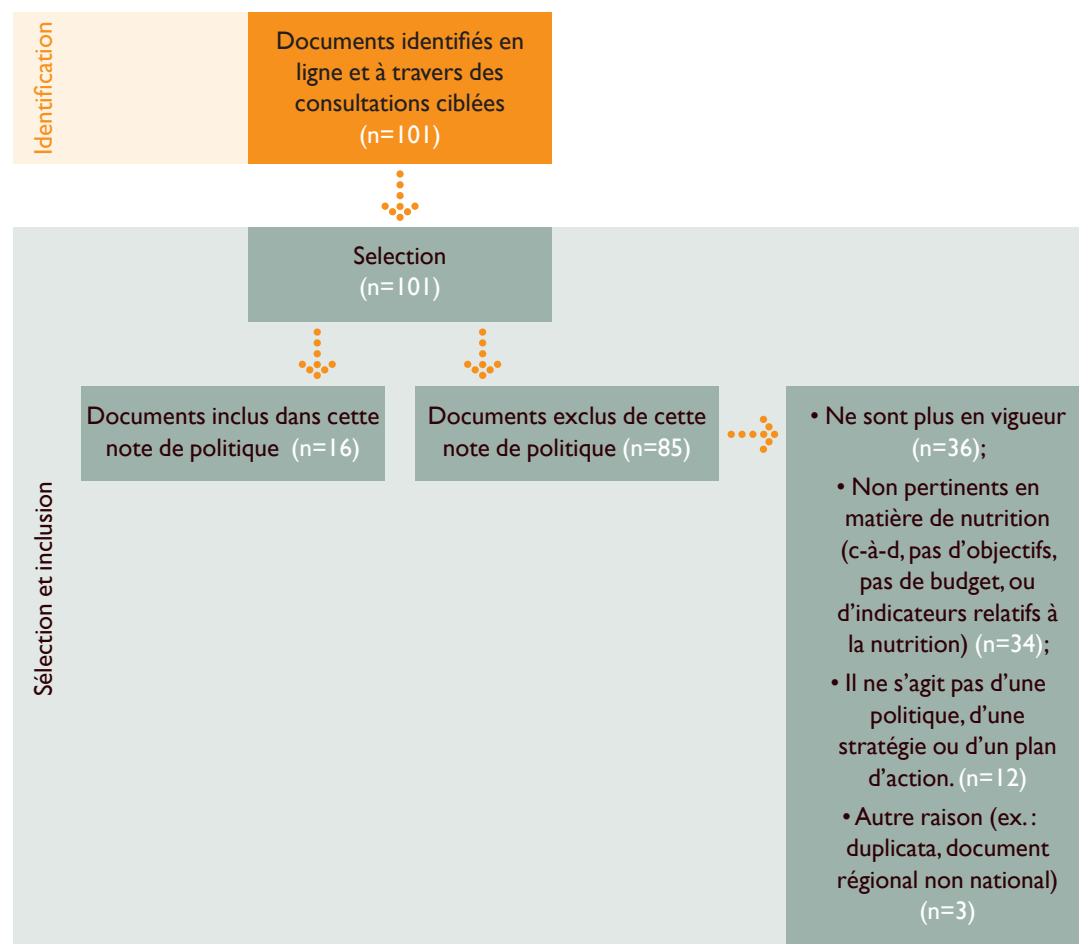 Identification
Documents identifiés en
ligne et à travers des
consultations ciblées
(n=101)
Sélection et inclusion
Selection
(n=101)
Documents inclus dans cette
note de politique (n=16)
Documents exclus de cette
note de politique (n=85)
• Ne sont plus en vigueur
(n=36);
• Non pertinents en
matière de nutrition
(c-à-d, pas d’objectifs,
pas de budget, ou
d’indicateurs relatifs à
la nutrition) (n=34);
• Il ne s’agit pas d’une
politique, d’une
stratégie ou d’un plan
d’action. (n=12)
• Autre raison (ex. :
duplicata, document
régional non national)
(n=3)